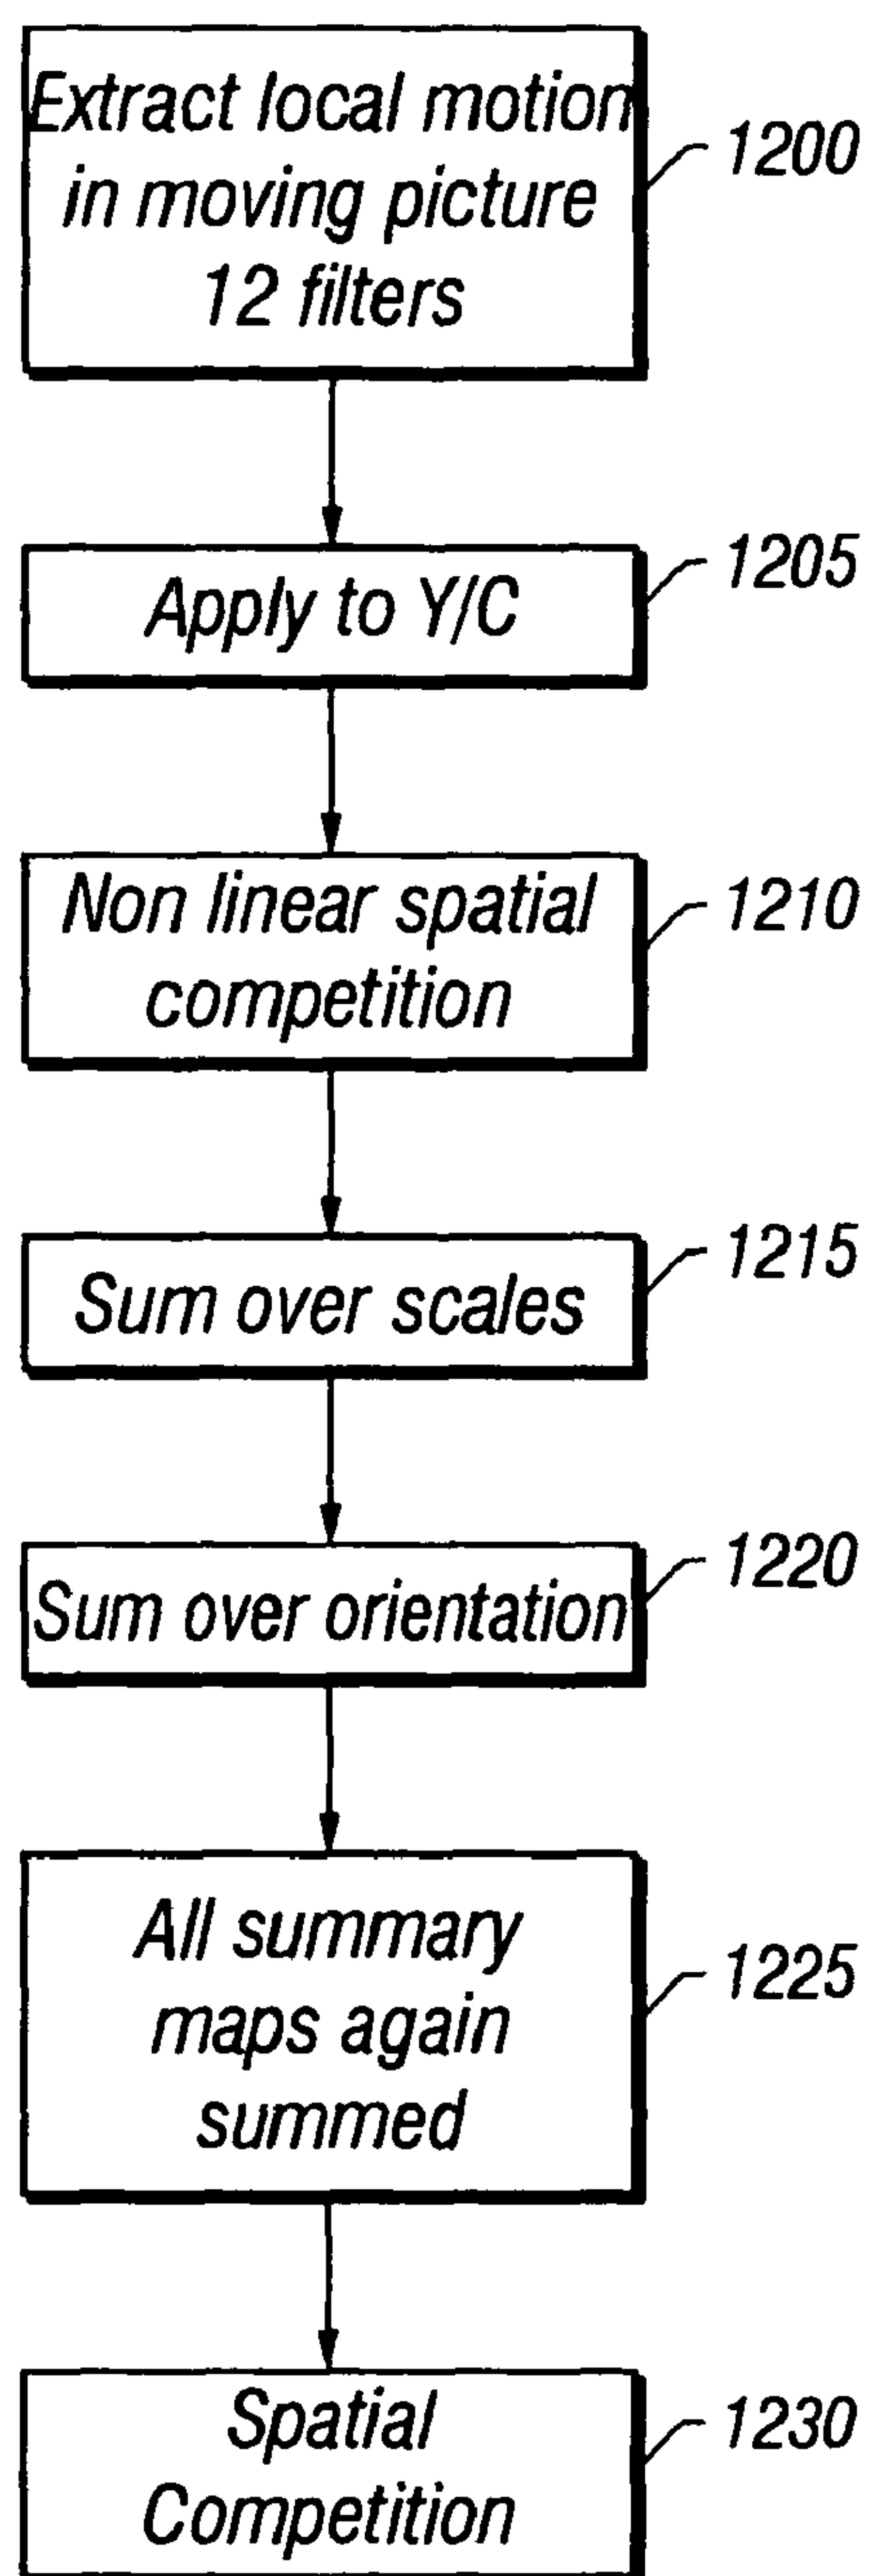 Extract local motion
in moving picture
12 filters
1200
Apply to Y/C
1205
Non linear spatial
competition
1210
Sum over scales
1215
Sum over orientation
1220
All summary
maps again
summed
1225
Spatial
Competition
1230